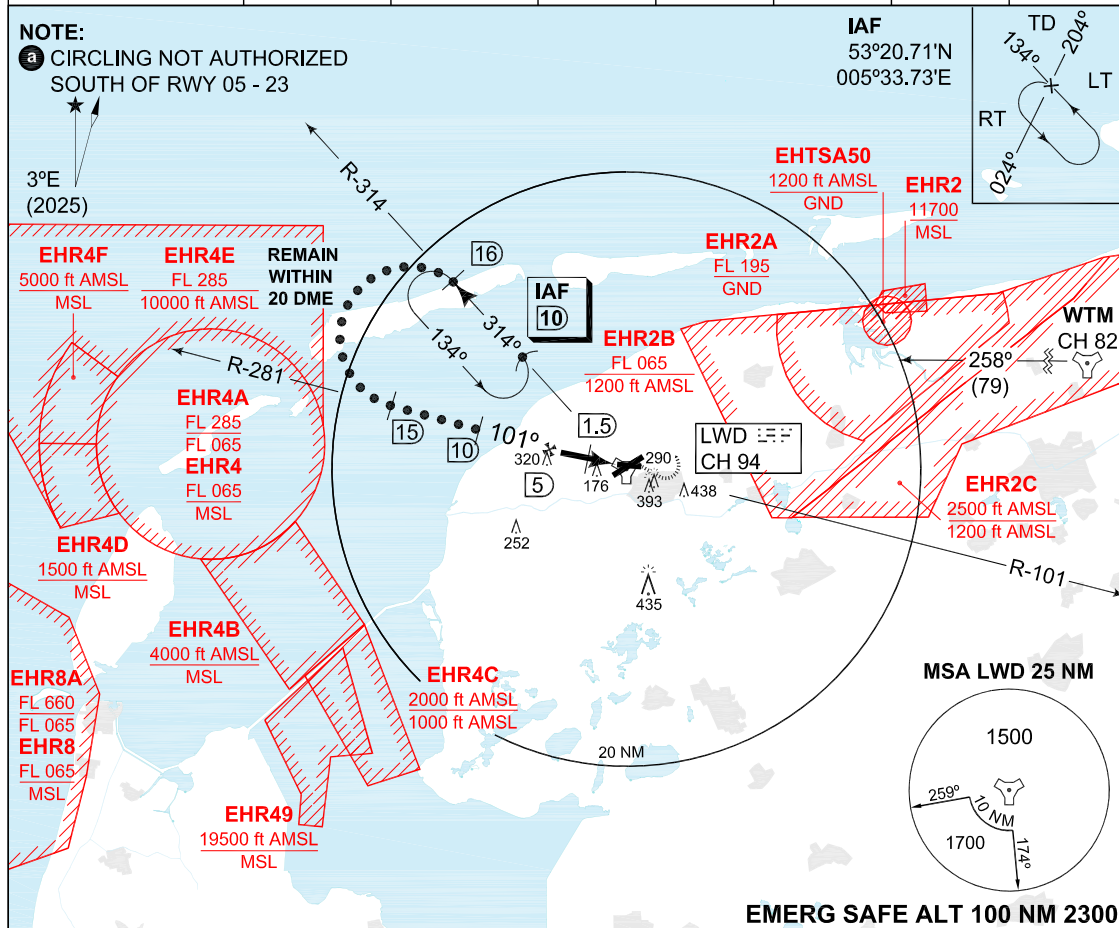 NOTE:
a CIRCLING NOT AUTHORIZED
SOUTH OF RWY 05 - 23
3ºE
(2025)
IAF
53º20.71'N
005º33.73'E
TD
134º
204º
LT
RT
024º
R-314
EHTSA50
1200 ft AMSL
GND
EHR2
11700
MSL
EHR4F
5000 ft AMSL
MSL
EHR4E
FL 285
10000 ft AMSL
REMAIN
WITHIN
20 DME
16
EHR2A
FL 195
GND
IAF
10
314º
134º
WTM
CH 82
EHR2B
FL 065
1200 ft AMSL
258º
(79)
R-281
EHR4A
FL 285
FL 065
EHR4
FL 065
MSL
15
10
101º
1.5
LWD
CH 94
320
5
176
290
393
438
252
EHR2C
2500 ft AMSL
1200 ft AMSL
EHR4D
1500 ft AMSL
MSL
R-101
435
EHR4B
4000 ft AMSL
MSL
EHR4C
2000 ft AMSL
1000 ft AMSL
EHR8A
FL 660
FL 065
EHR8
FL 065
MSL
20 NM
MSA LWD 25 NM
1500
259º
10 NM
1700
174º
EHR49
19500 ft AMSL
MSL
EMERG SAFE ALT 100 NM 2300